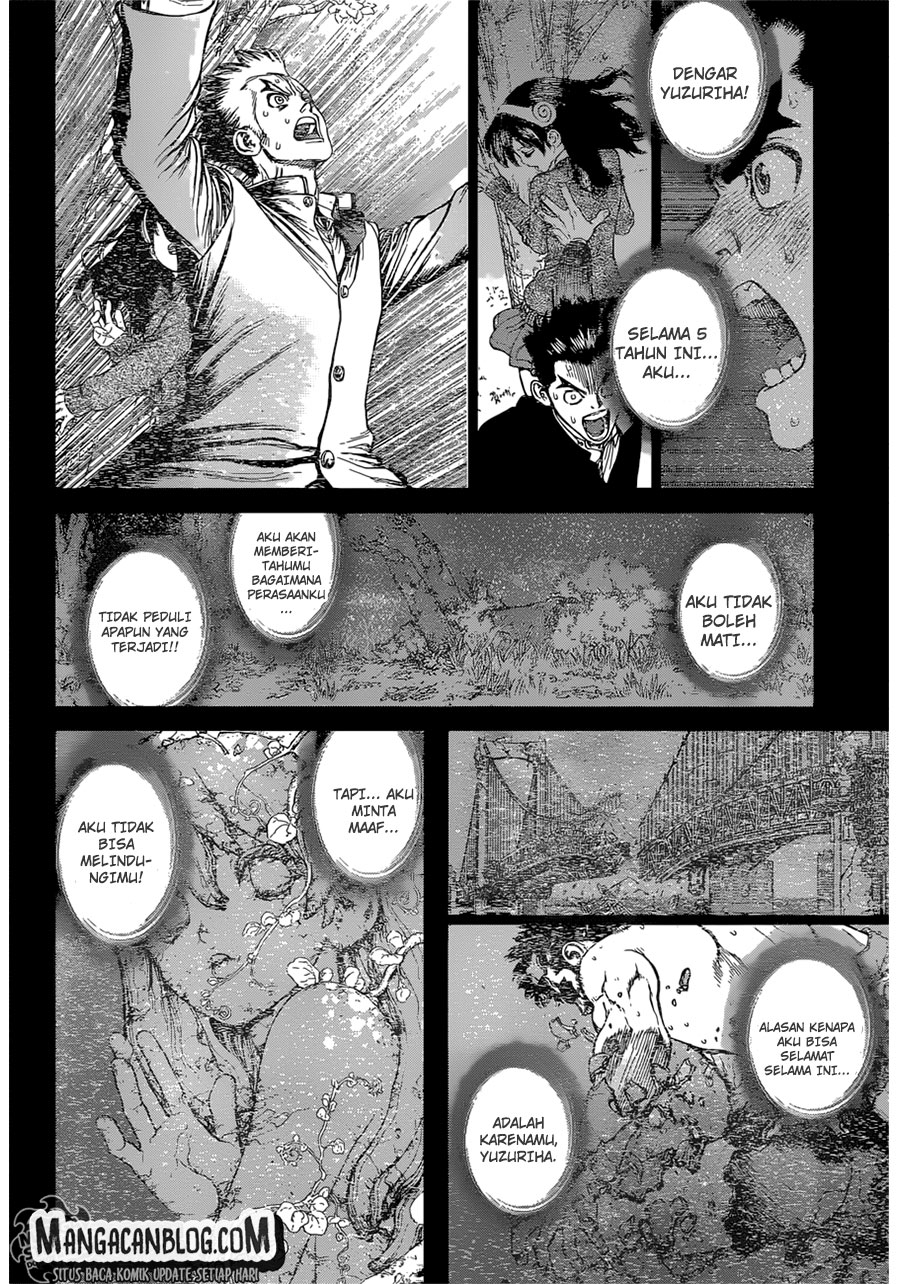 DENGAR
YUZURIHA!
SELAMA 5
TAHUN INI...
AKU...
AKU TIDAK
BOLEH
MATI...
AKU AKAN
MEMBERI-
TAHUMU
BAGAIMANA
PERASAANKU
...
TIDAK PEDULI
APAPUN YANG
TERJADI!!
ALASAN KENAPA
AKU BISA
SELAMAT
SELAMA INI...
ADALAH
KARENAMU,
YUZURIHA.
TAPI... AKU
MINTA
MAAF...
AKU TIDAK
BISA
MELINDU-
NGIMU!
MANGACANBLOG.COM
SITUS BACA KOMIK UPDATE SETIAP HARI